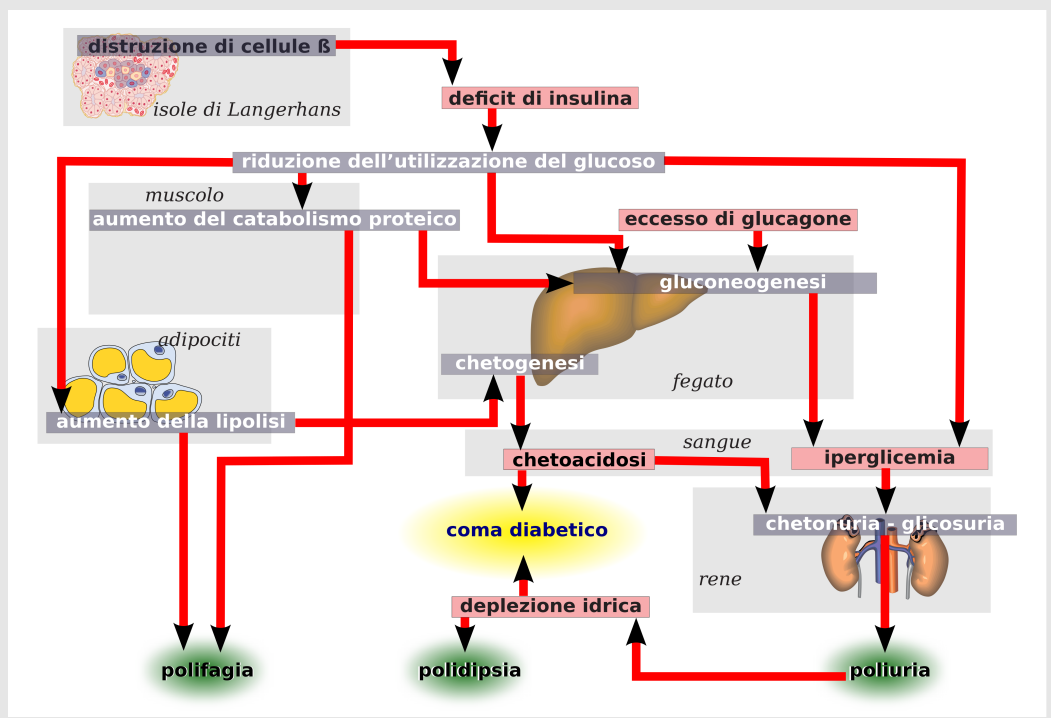 distruzione di cellule ß
isole di Langerhans
deficit di insulina
riduzione dell’utilizzazione del glucoso
muscolo
aumento del catabolismo proteico
eccesso di glucagone
gluconeogenesi
adipociti
chetogenesi
fegato
aumento della lipolisi
sangue
chetoacidosi
iperglicemia
coma diabetico
chetonuria - glicosuria
rene
deplezione idrica
polifagia
polidipsia
poliuria